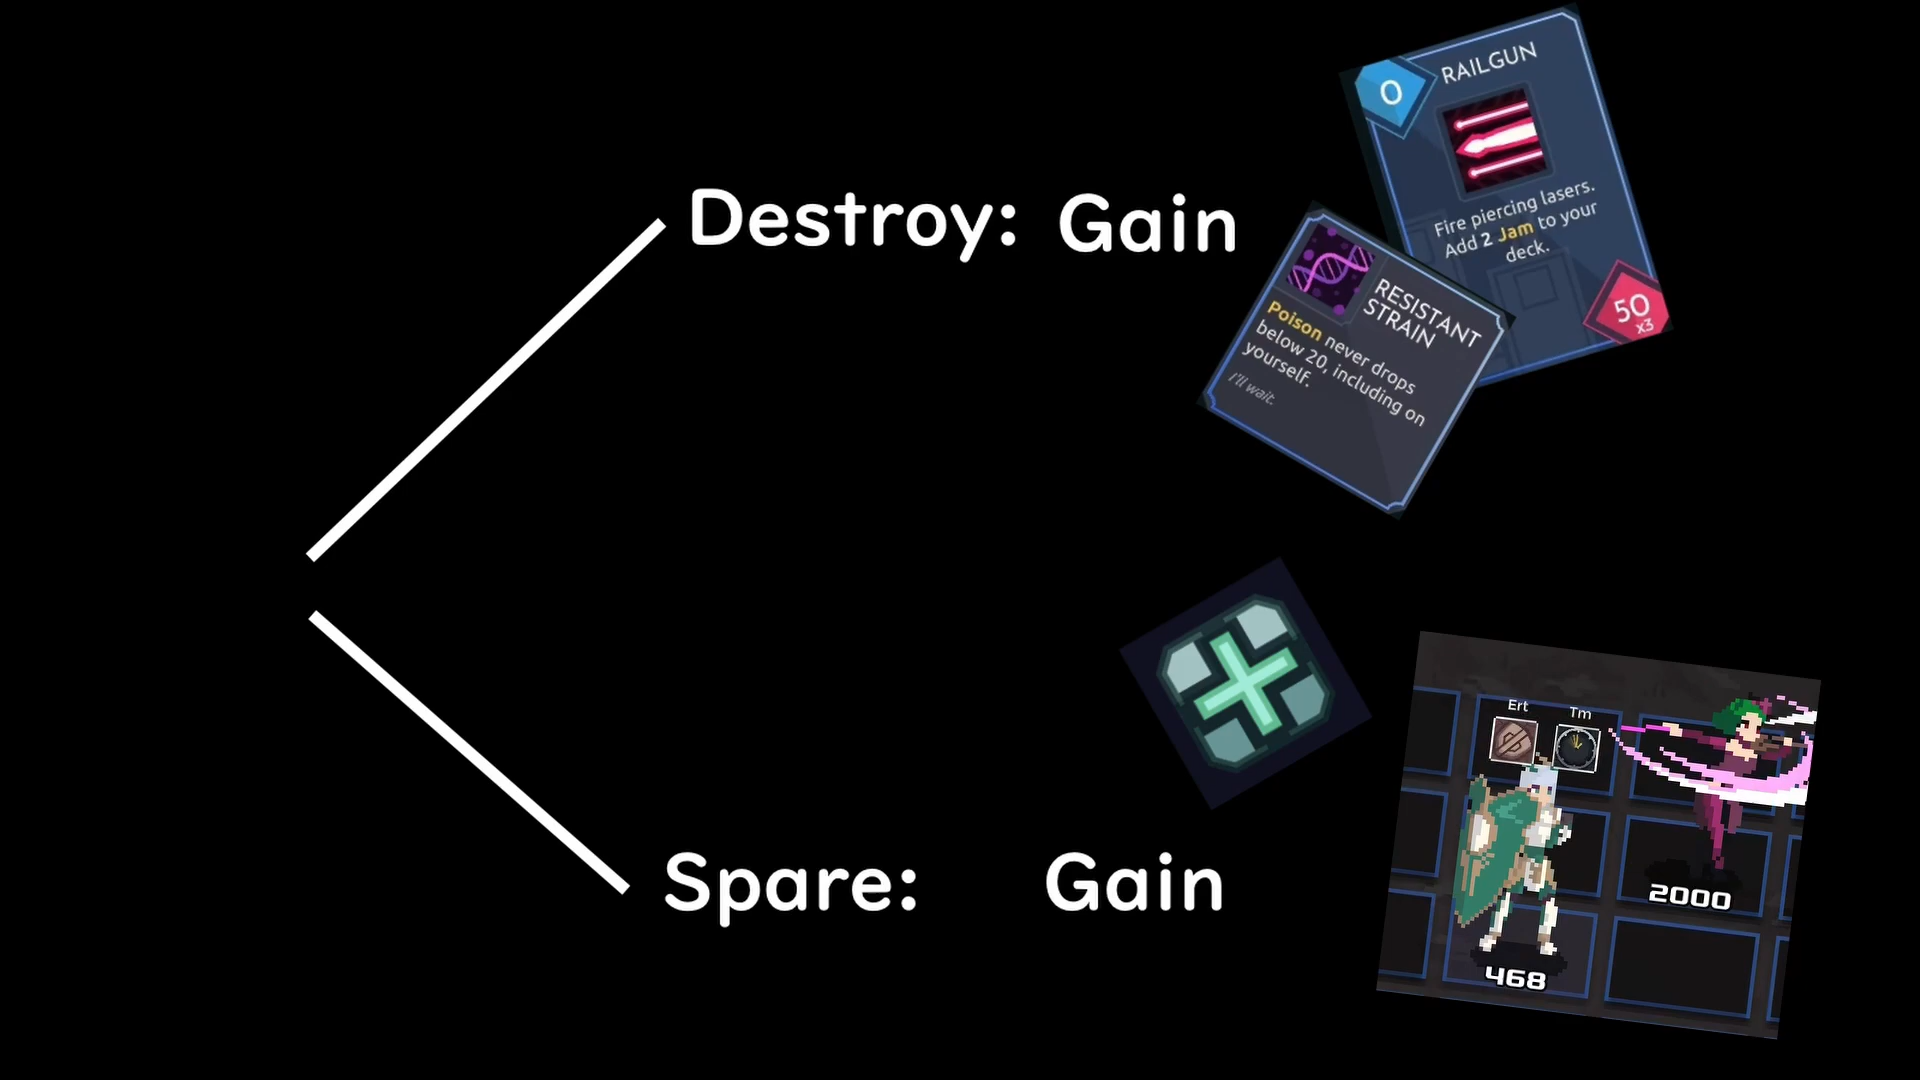 Destroy: Gain
0
RAILGUN
Fire piercing lasers.
Add 2 Jam to your
deck.
50
x3
RESISTANT
STRAIN
Poison never drops
below 20, including on
yourself.
I'll wait.
Spare: Gain
Ert
Tm
2000
468